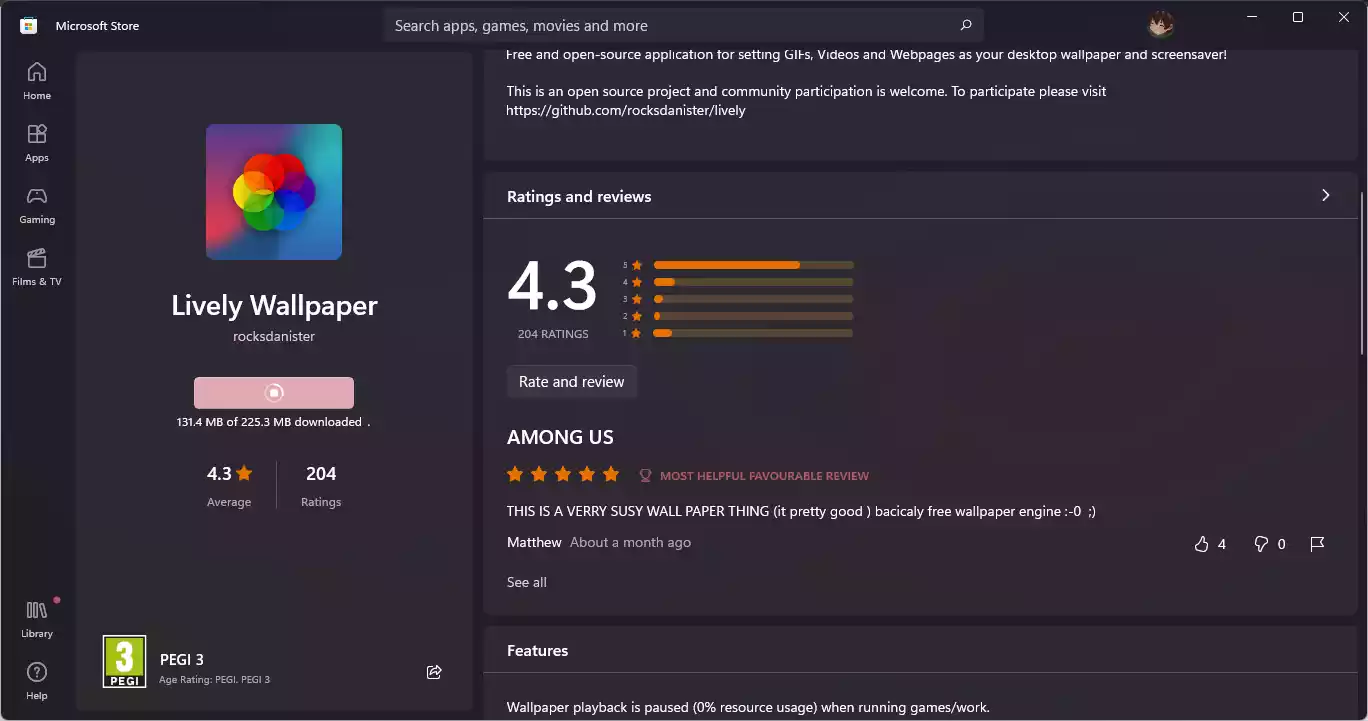 Microsoft Store
Search apps, games, movies and more
Home
Apps
Gaming
Films & TV
Library
Help
Lively Wallpaper
rocksdanister
131.4 MB of 225.3 MB downloaded .
4.3
Average
204
Ratings
3
PEGI
PEGI 3
Age Rating: PEGI. PEGI 3
Free and open-source application for setting GIFs, Videos and Webpages as your desktop wallpaper and screensaver!
This is an open source project and community participation is welcome. To participate please visit
https://github.com/rocksdanister/lively
Ratings and reviews
4.3
204 RATINGS
5
4
3
2
1
Rate and review
AMONG US
MOST HELPFUL FAVOURABLE REVIEW
THIS IS A VERRY SUSY WALL PAPER THING (it pretty good ) bacicaly free wallpaper engine :-0 ;)
Matthew About a month ago
4 0
See all
Features
Wallpaper playback is paused (0% resource usage) when running games/work.